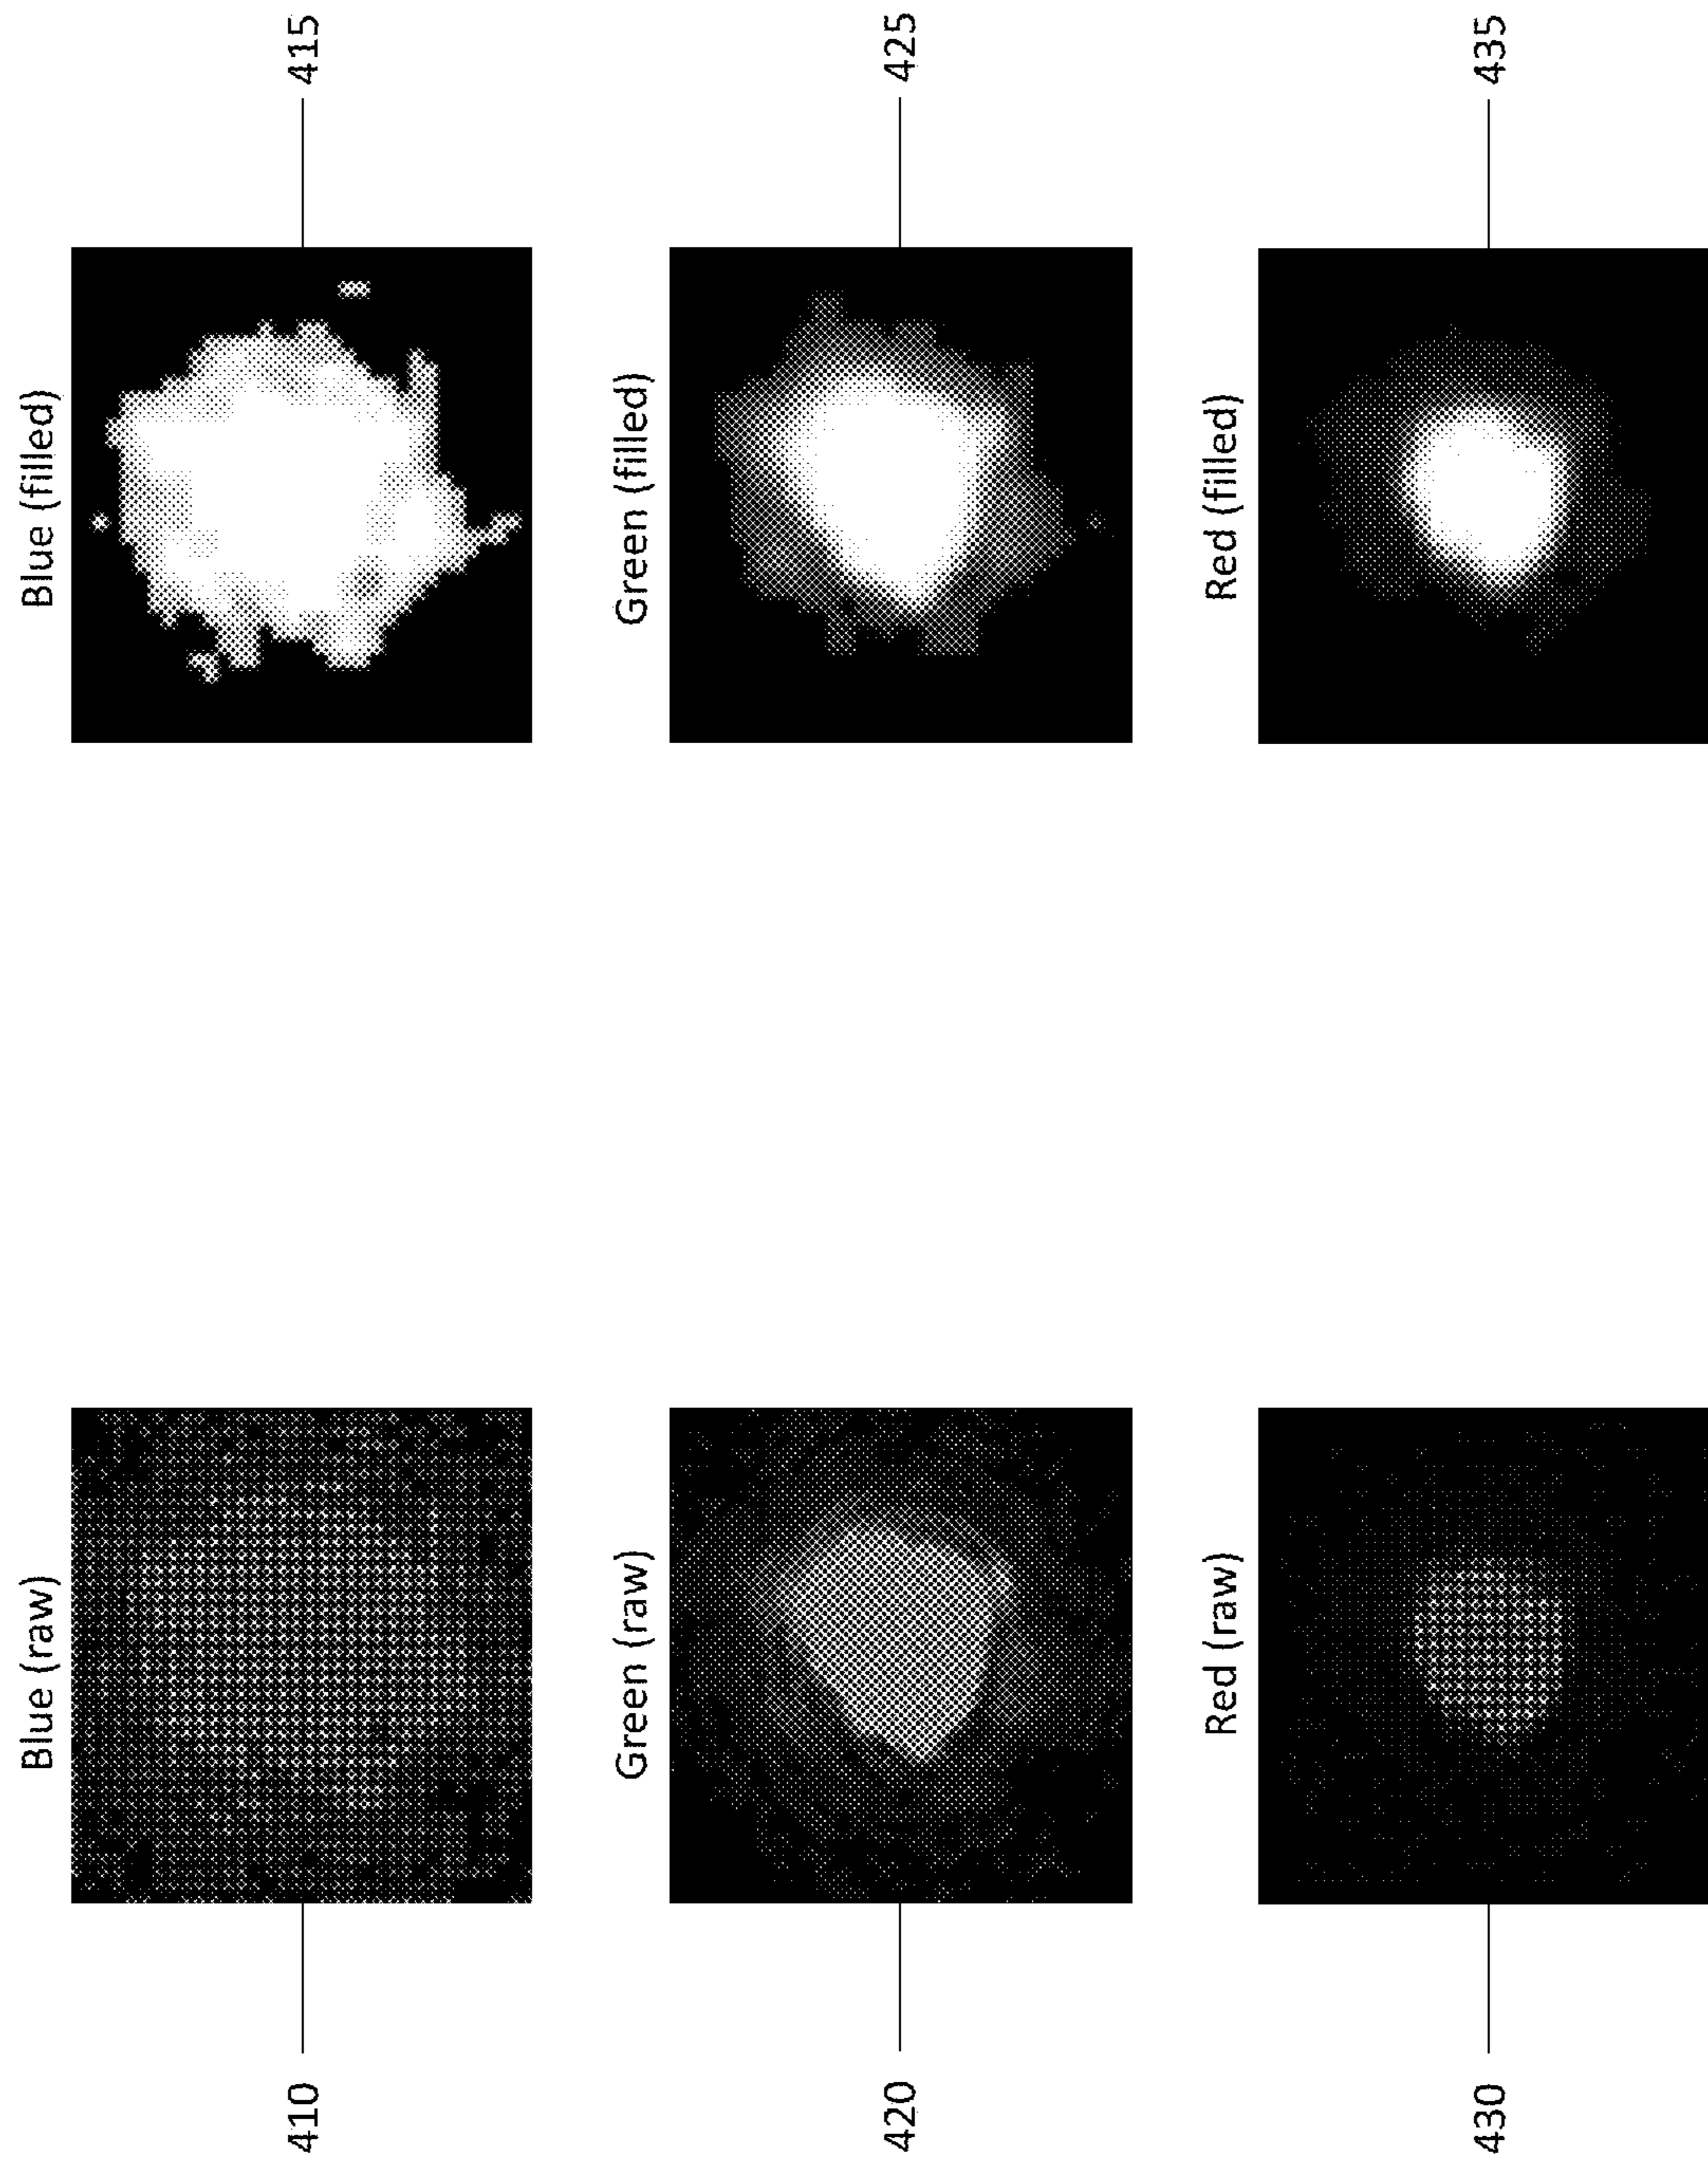 Blue (raw)
Blue (filled)
410
415
Green (raw)
Green (filled)
420
425
Red (raw)
Red (filled)
430
435